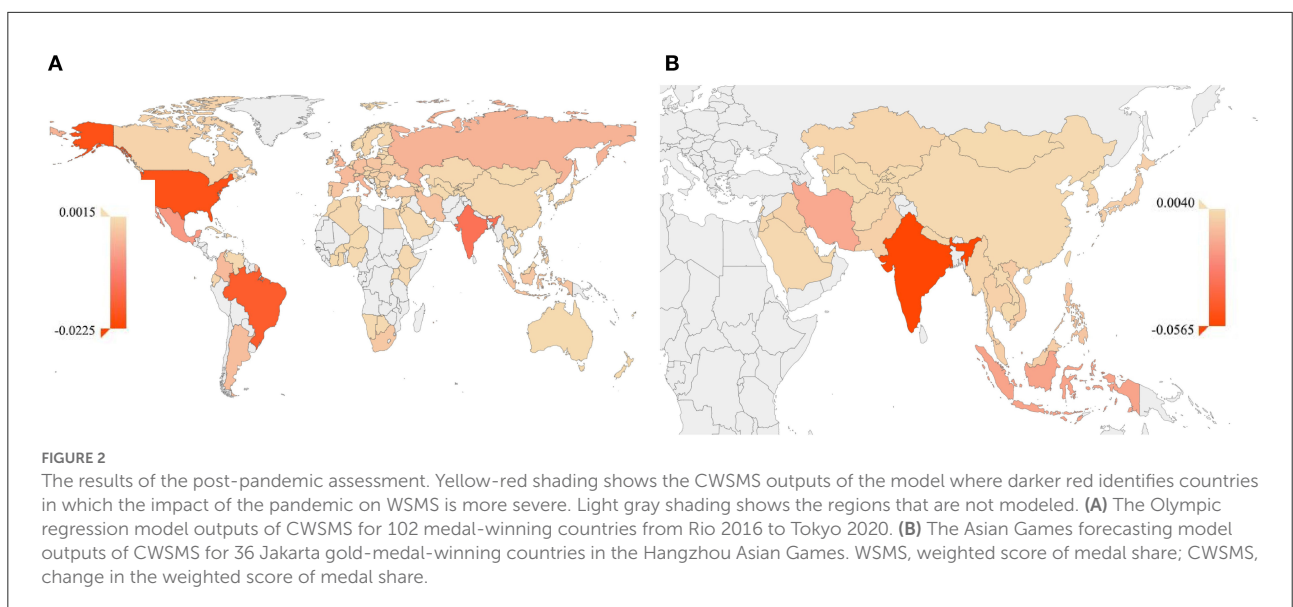 A
B
0.0015
-0.0225
0.0040
-0.0565
FIGURE 2
The results of the post-pandemic assessment. Yellow-red shading shows the CWSMS outputs of the model where darker red identifies countries
in which the impact of the pandemic on WSMS is more severe. Light gray shading shows the regions that are not modeled. (A) The Olympic
regression model outputs of CWSMS for 102 medal-winning countries from Rio 2016 to Tokyo 2020. (B) The Asian Games forecasting model
outputs of CWSMS for 36 Jakarta gold-medal-winning countries in the Hangzhou Asian Games. WSMS, weighted score of medal share; CWSMS,
change in the weighted score of medal share.